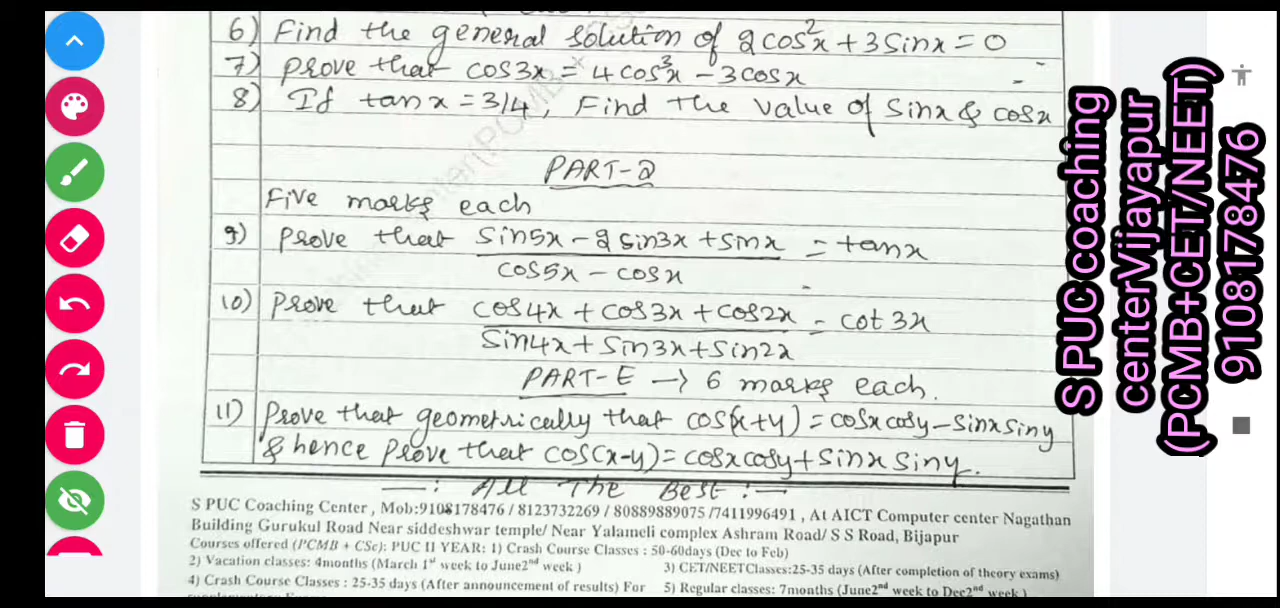 6) Find the general solution of 2cos²x + 3sinx = 0
7) prove that cos3x = 4cos³x - 3cosx
8) If tanx = 3/4, Find the value of sinx & cosx
PART-D
Five marks each
9) prove that sin5x - 2sin3x + sinx = tanx
cos5x - cosx
10) prove that cos4x + cos3x + cos2x = cot 3x
sin4x + sin3x + sin2x
PART-E → 6 marks each.
11) prove that geometrically that cos(x+y) = cosx cosy - sinx siny
& hence prove that cos(x-y) = cosx cosy + sinx siny.
—: All The Best :—
S PUC Coaching Center , Mob:9108178476 / 8123732269 / 80889889075 /7411996491 , At AICT Computer center Nagathan
Building Gurukul Road Near siddeshwar temple/ Near Yalameli complex Ashram Road/ S S Road, Bijapur
Courses offered (PCMB + CSc): PUC II YEAR: 1) Crash Course Classes : 50-60days (Dec to Feb)
2) Vacation classes: 4months (March 1st week to June2nd week ) 3) CET/NEETClasses:25-35 days (After completion of theory exams)
4) Crash Course Classes : 25-35 days (After announcement of results) For 5) Regular classes: 7months (June2nd week to Dec2nd week )
S PUC coaching
centerVijayapur
(PCMB+CET/NEET)
9108178476